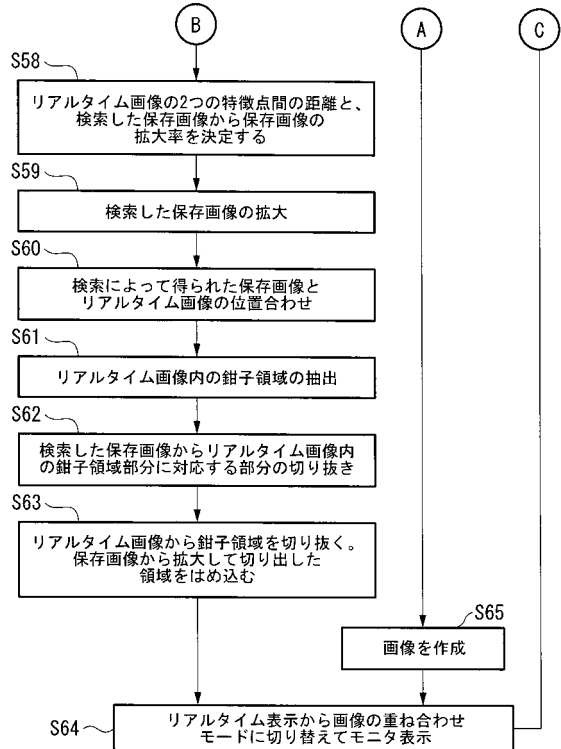 B
A
C
S58
リアルタイム画像の2つの特徴点間の距離と、
検索した保存画像から保存画像の
拡大率を決定する
S59
検索した保存画像の拡大
S60
検索によって得られた保存画像と
リアルタイム画像の位置合わせ
S61
リアルタイム画像内の鉗子領域の抽出
S62
検索した保存画像からリアルタイム画像内
の鉗子領域部分に対応する部分の切り抜き
S63
リアルタイム画像から鉗子領域を切り抜く。
保存画像から拡大して切り出した
領域をはめ込む
S65
画像を作成
S64
リアルタイム表示から画像の重ね合わせ
モードに切り替えてモニタ表示